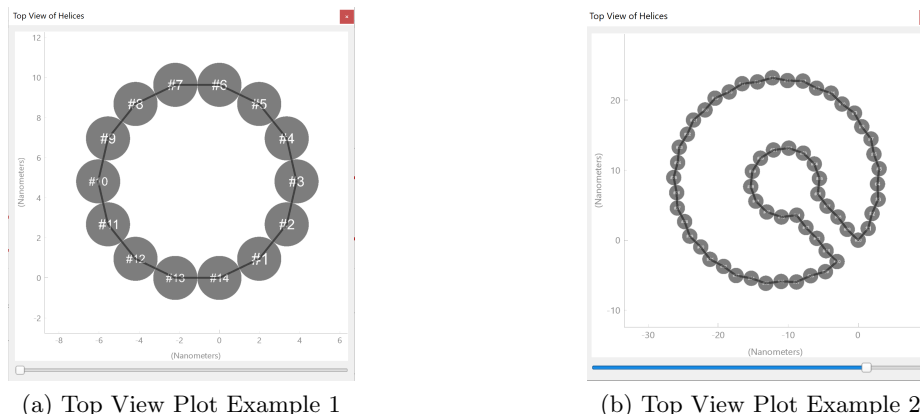 Top View of Helices
×
12
10
8
6
4
2
0
-2
(Nanometers)
#7 #6
#8 #5
#9 #4
#10 #3
#11 #2
#12 #1
#13 #14
-8 -6 -4 -2 0 2 4 6
(Nanometers)
(a) Top View Plot Example 1
Top View of Helices
20
10
0
-10
(Nanometers)
-30 -20 -10 0
(Nanometers)
(b) Top View Plot Example 2